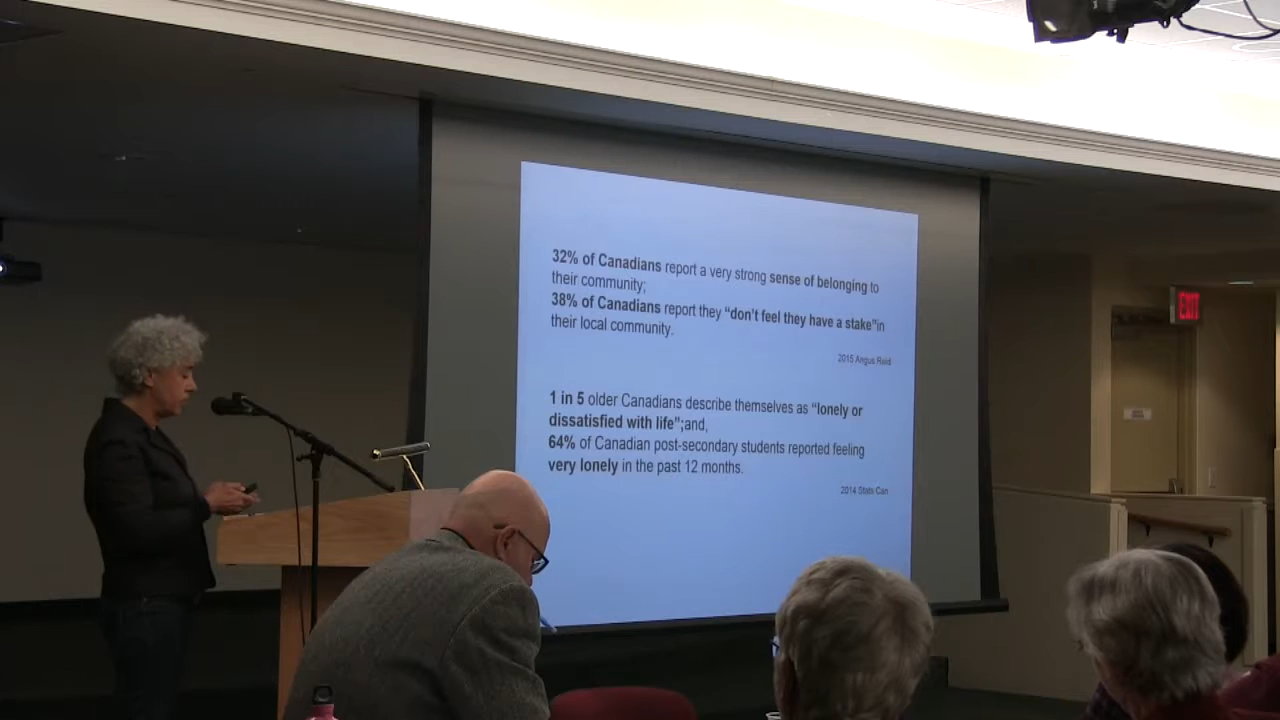 32% of Canadians report a very strong sense of belonging to
their community;
38% of Canadians report they “don’t feel they have a stake”in
their local community.
2015 Angus Reid
1 in 5 older Canadians describe themselves as “lonely or
dissatisfied with life”;and,
64% of Canadian post-secondary students reported feeling
very lonely in the past 12 months.
2014 Stats Can
EXIT